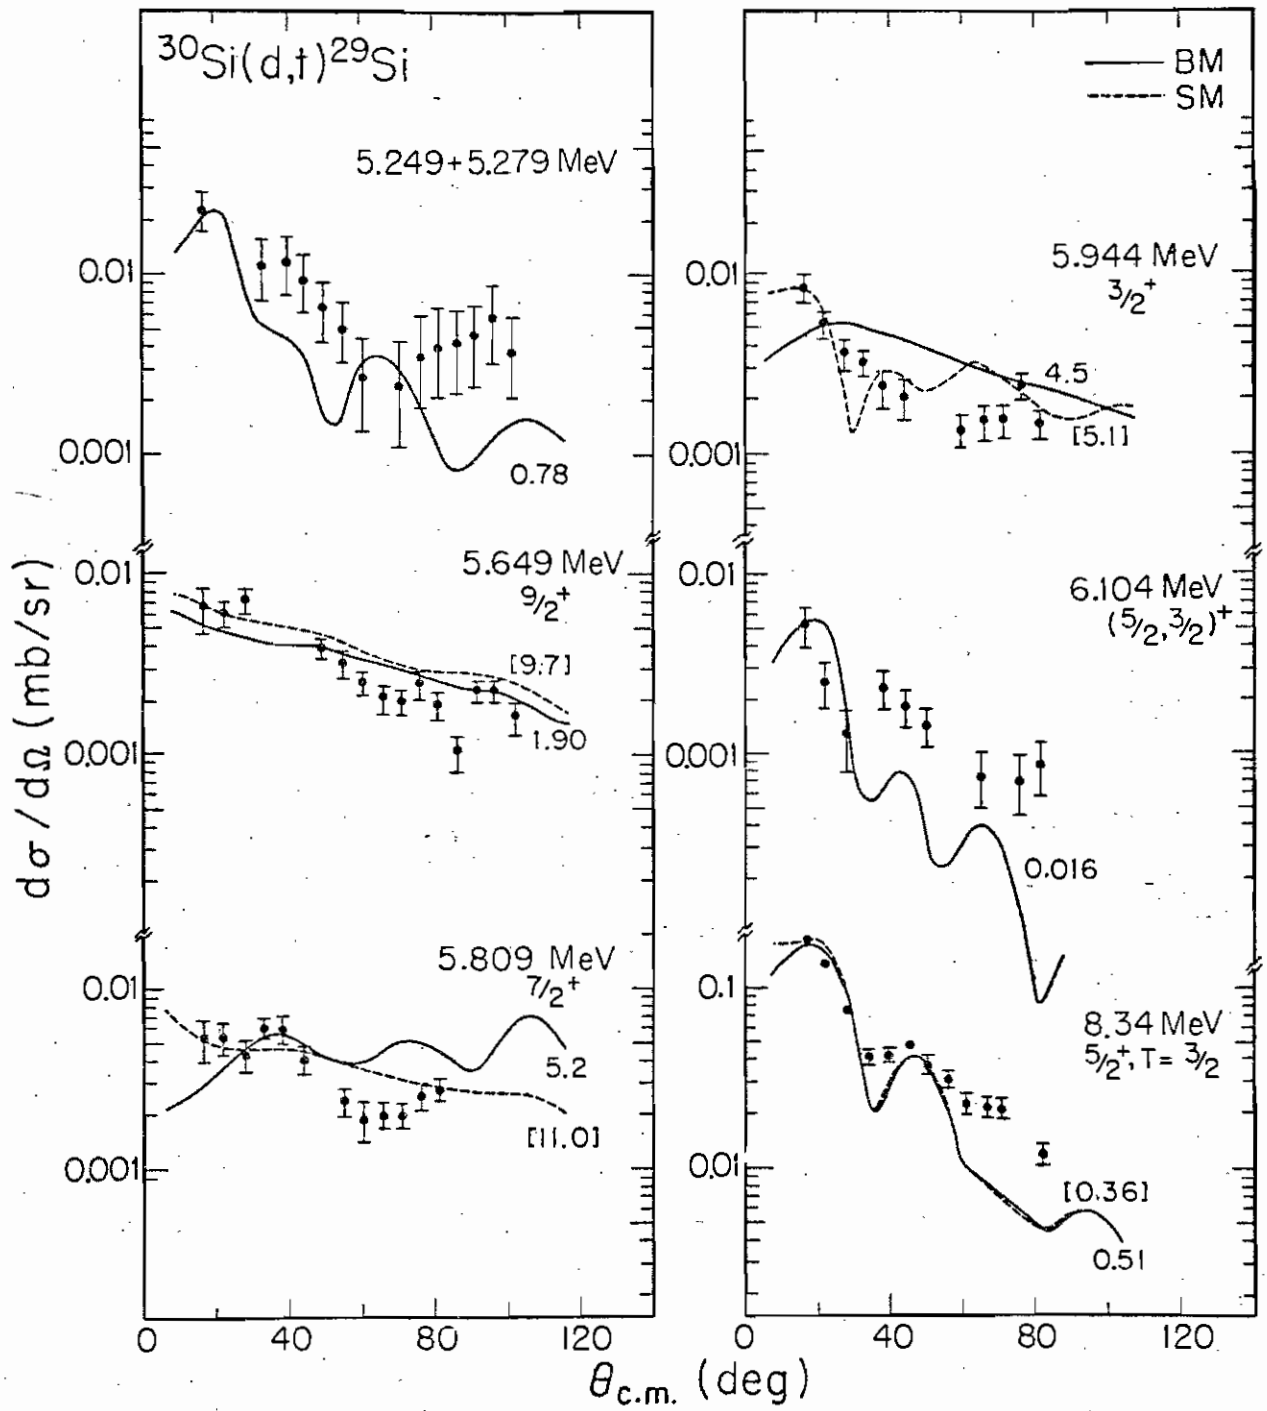 ³⁰Si(d,t)²⁹Si
5.249+5.279 MeV
0.01
0.001
0.78
0.01
5.649 MeV
9/2⁺
[9.7]
0.001
1.90
5.809 MeV
7/2⁺
0.01
5.2
[11.0]
0.001
0 40 80 120
BM
SM
5.944 MeV
3/2⁺
0.01
4.5
[5.1]
0.001
0.01
6.104 MeV
(5/2, 3/2)⁺
0.001
0.016
0.1
8.34 MeV
5/2⁺, T= 3/2
0.01
[0.36]
0.51
0 40 80 120
dσ/dΩ (mb/sr)
θc.m. (deg)